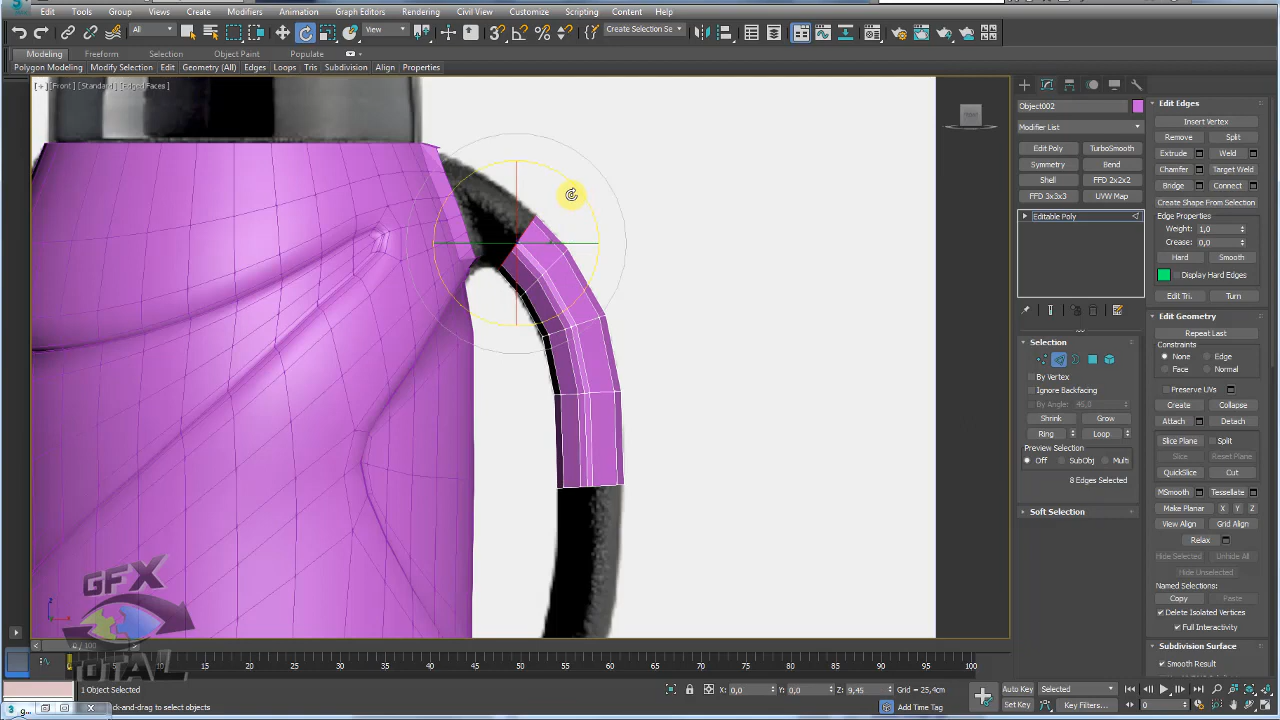 Edit Tools Group Views Create Modifiers Animation Graph Editors Rendering Civil View Customize Scripting Content Help
All View Create Selection Se
Modeling Freeform Selection Object Paint Populate
Polygon Modeling Modify Selection Edit Geometry (All) Edges Loops Tris Subdivision Align Properties
[+] [Front] [Standard] [Edged Faces]
Object002
Modifier List
Edit Poly TurboSmooth
Symmetry Bend
Shell FFD 2x2x2
FFD 3x3x3 UVW Map
Editable Poly
Selection
By Vertex
Ignore Backfacing
By Angle: 45,0
Shrink Grow
Ring Loop
Preview Selection
Off SubObj Multi
8 Edges Selected
Soft Selection
Edit Edges
Insert Vertex
Remove Split
Extrude Weld
Chamfer Target Weld
Bridge Connect
Create Shape From Selection
Edge Properties
Weight: 1,0
Crease: 0,0
Hard Smooth
Display Hard Edges
Edit Tri. Turn
Edit Geometry
Repeat Last
Constraints
None Edge
Face Normal
Preserve UVs
Create Collapse
Attach Detach
Slice Plane Split
Slice Reset Plane
QuickSlice Cut
MSmooth Tessellate
Make Planar X Y Z
View Align Grid Align
Relax
Hide Selected Unhide All
Hide Unselected
Named Selections:
Copy Paste
Delete Isolated Vertices
Full Interactivity
Subdivision Surface
Smooth Result
GFX
TOTAL
0 / 100
5 15 20 25 30 35 40 45 50 55 60 65 70 75 80 85 90 95 100
1 Object Selected X: 0,0 Y: 0,0 Z: 9,45 Grid = 25,4cm Auto Key Selected
ck-and-drag to select objects Add Time Tag Set Key Key Filters... 0
3 g...